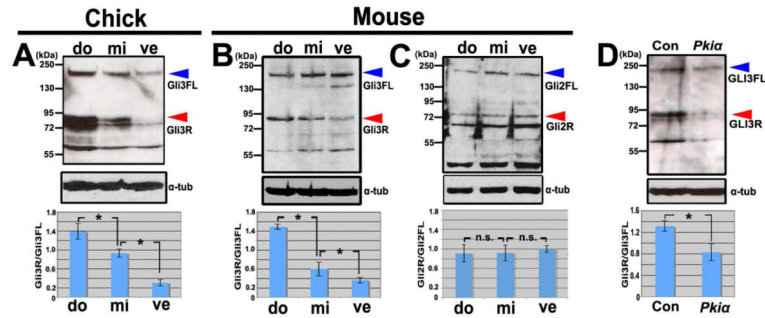 Chick
Mouse
A
(kDa)
do mi ve
250
130
95
72
55
Gli3FL
Gli3R
α-tub
Gli3R/Gli3FL
1.8
1.6
1.4
1.2
1.0
0.8
0.6
0.4
0.2
0
* *
do mi ve
B
(kDa)
do mi ve
250
130
95
72
55
Gli3FL
Gli3R
α-tub
Gli3R/Gli3FL
1.8
1.6
1.4
1.2
1.0
0.8
0.6
0.4
0.2
0
* *
do mi ve
C
(kDa)
do mi ve
250
130
95
72
55
Gli2FL
Gli2R
α-tub
Gli2R/Gli2FL
1.8
1.6
1.4
1.2
1.0
0.8
0.6
0.4
0.2
0
n.s. n.s.
do mi ve
D
(kDa)
Con Pkiα
250
130
95
72
55
GLI3FL
GLI3R
α-tub
Gli3R/Gli3FL
1.6
1.2
0.8
0.4
0
*
Con Pkiα